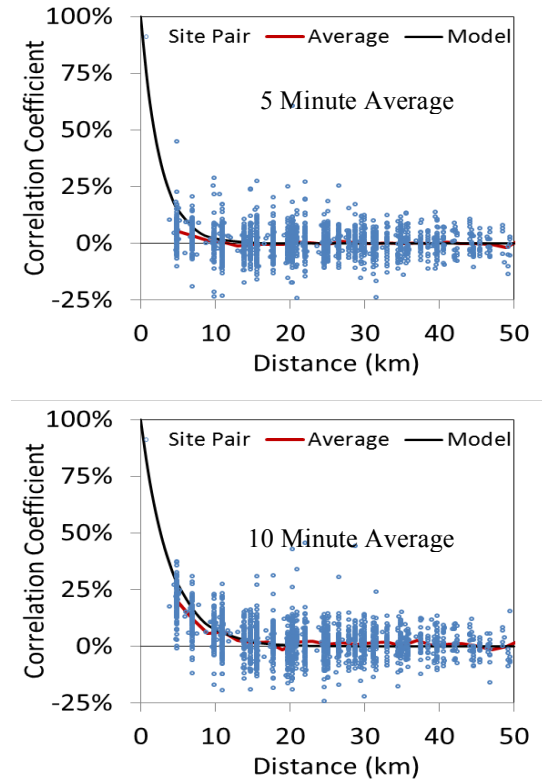 100%
Site Pair Average Model
75%
5 Minute Average
50%
25%
0%
-25%
Correlation Coefficient
0 10 20 30 40 50
Distance (km)
100%
Site Pair Average Model
75%
10 Minute Average
50%
25%
0%
-25%
Correlation Coefficient
0 10 20 30 40 50
Distance (km)